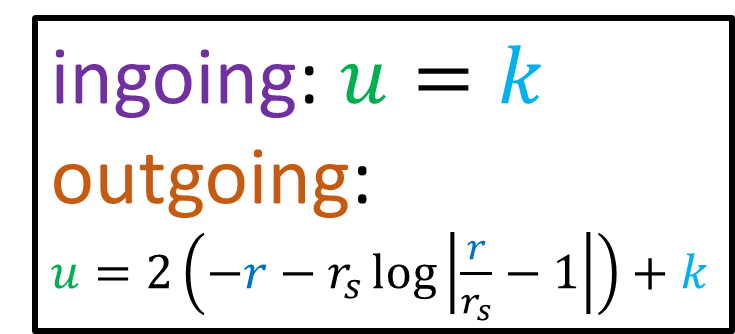 ingoing: u = k
outgoing:
u = 2(−r − r_s log|r/r_s − 1|) + k